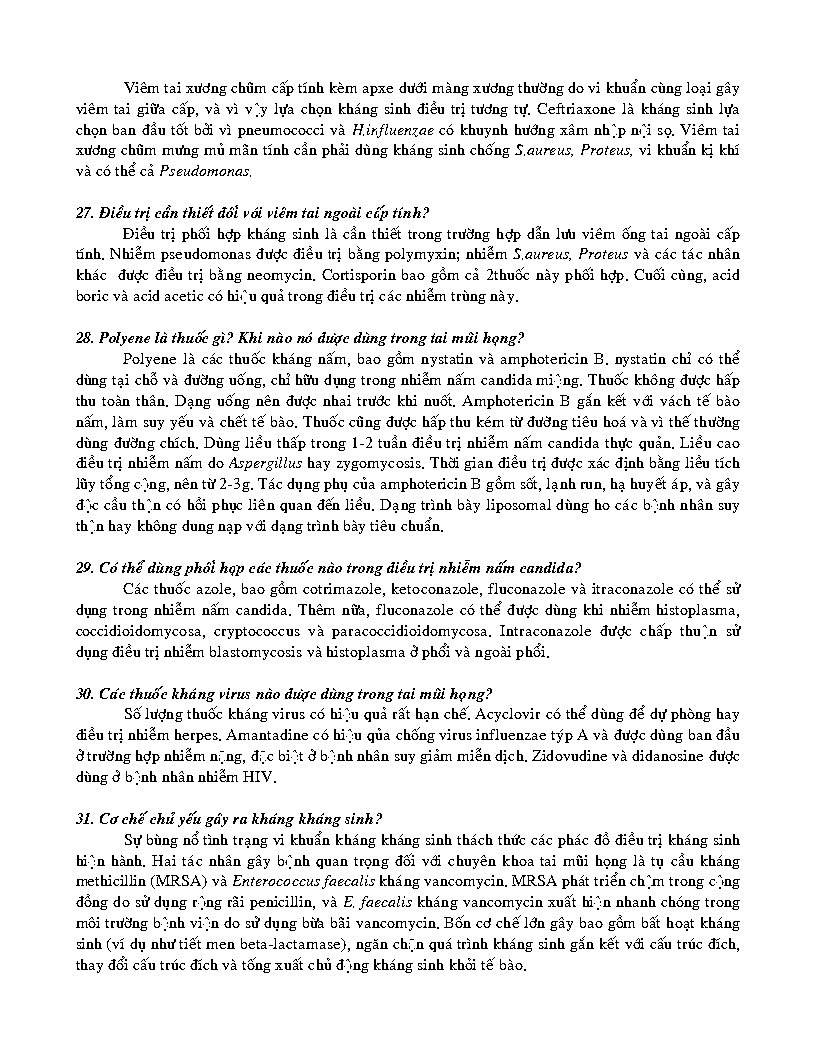 Viêm tai xương chũm cấp tính kèm apxe dưới màng xương thường do vi khuẩn cùng loại gây
viêm tai giữa cấp, và vì vậy lựa chọn kháng sinh điều trị tương tự. Ceftriaxone là kháng sinh lựa
chọn ban đầu tốt bởi vì pneumococci và H.influenzae có khuynh hướng xâm nhập nội sọ. Viêm tai
xương chũm mưng mủ mãn tính cần phải dùng kháng sinh chống S.aureus, Proteus, vi khuẩn kị khí
và có thể cả Pseudomonas.
27. Điều trị cần thiết đối với viêm tai ngoài cấp tính?
Điều trị phối hợp kháng sinh là cần thiết trong trường hợp dẫn lưu viêm ống tai ngoài cấp
tính. Nhiễm pseudomonas được điều trị bằng polymyxin; nhiễm S.aureus, Proteus và các tác nhân
khác được điều trị bằng neomycin. Cortisporin bao gồm cả 2thuốc này phối hợp. Cuối cùng, acid
boric và acid acetic có hiệu quả trong điều trị các nhiễm trùng này.
28. Polyene là thuốc gì? Khi nào nó được dùng trong tai mũi họng?
Polyene là các thuốc kháng nấm, bao gồm nystatin và amphotericin B. nystatin chỉ có thể
dùng tại chỗ và đường uống, chỉ hữu dụng trong nhiễm nấm candida miệng. Thuốc không được hấp
thu toàn thân. Dạng uống nên được nhai trước khi nuốt. Amphotericin B gắn kết với vách tế bào
nấm, làm suy yếu và chết tế bào. Thuốc cũng được hấp thu kém từ đường tiêu hoá và vì thế thường
dùng đường chích. Dùng liều thấp trong 1-2 tuần điều trị nhiễm nấm candida thực quản. Liều cao
điều trị nhiễm nấm do Aspergillus hay zygomycosis. Thời gian điều trị được xác định bằng liều tích
lũy tổng cộng, nên từ 2-3g. Tác dụng phụ của amphotericin B gồm sốt, lạnh run, hạ huyết áp, và gây
độc cầu thận có hồi phục liên quan đến liều. Dạng trình bày liposomal dùng ho các bệnh nhân suy
thận hay không dung nạp với dạng trình bày tiêu chuẩn.
29. Có thể dùng phối hợp các thuốc nào trong điều trị nhiễm nấm candida?
Các thuốc azole, bao gồm cotrimazole, ketoconazole, fluconazole và itraconazole có thể sử
dụng trong nhiễm nấm candida. Thêm nữa, fluconazole có thể được dùng khi nhiễm histoplasma,
coccidioidomycosa, cryptococcus và paracoccidioidomycosa. Intraconazole được chấp thuận sử
dụng điều trị nhiễm blastomycosis và histoplasma ở phổi và ngoài phổi.
30. Các thuốc kháng virus nào được dùng trong tai mũi họng?
Số lượng thuốc kháng virus có hiệu quả rất hạn chế. Acyclovir có thể dùng để dự phòng hay
điều trị nhiễm herpes. Amantadine có hiệu qủa chống virus influenzae týp A và được dùng ban đầu
ở trường hợp nhiễm nặng, đặc biệt ở bệnh nhân suy giảm miễn dịch. Zidovudine và didanosine được
dùng ở bệnh nhân nhiễm HIV.
31. Cơ chế chủ yếu gây ra kháng kháng sinh?
Sự bùng nổ tình trạng vi khuẩn kháng kháng sinh thách thức các phác đồ điều trị kháng sinh
hiện hành. Hai tác nhân gây bệnh quan trọng đối với chuyên khoa tai mũi họng là tụ cầu kháng
methicillin (MRSA) và Enterococcus faecalis kháng vancomycin. MRSA phát triển chậm trong cộng
đồng do sử dụng rộng rãi penicillin, và E. faecalis kháng vancomycin xuất hiện nhanh chóng trong
môi trường bệnh viện do sử dụng bừa bãi vancomycin. Bốn cơ chế lớn gây bao gồm bất hoạt kháng
sinh (ví dụ như tiết men beta-lactamase), ngăn chặn quá trình kháng sinh gắn kết với cấu trúc đích,
thay đổi cấu trúc đích và tống xuất chủ động kháng sinh khỏi tế bào.